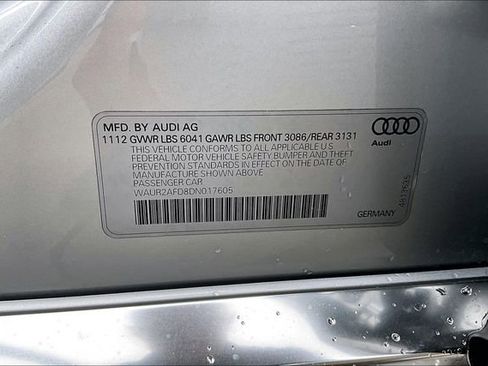 MFD. BY AUDI AG
1112 GVWR LBS 6041 GAWR LBS FRONT 3086/REAR 3131
THIS VEHICLE CONFORMS TO ALL APPLICABLE U.S.
FEDERAL MOTOR VEHICLE SAFETY BUMPER AND THEFT
PREVENTION STANDARDS IN EFFECT ON THE DATE OF
MANUFACTURE SHOWN ABOVE
PASSENGER CAR
WAUR2AFD8DN017605
Audi
GERMANY